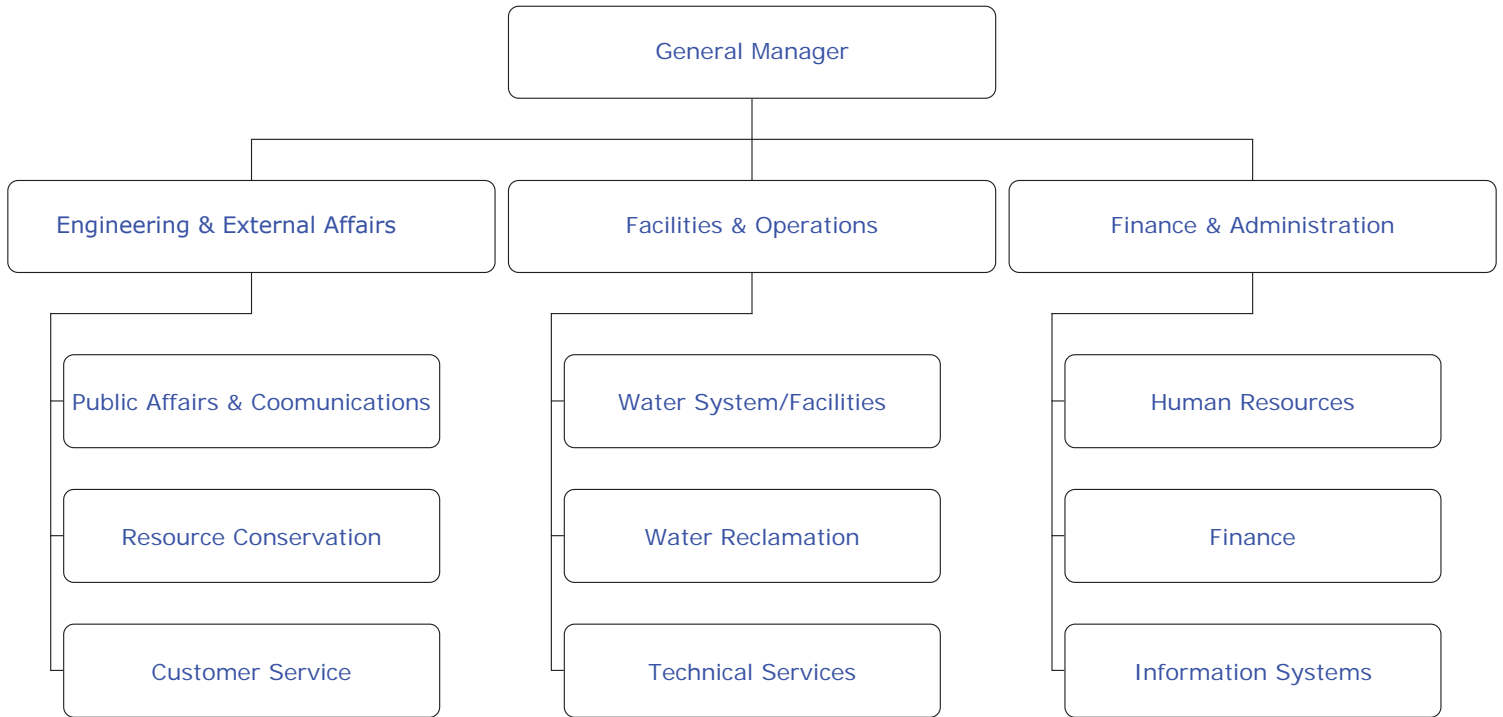 General Manager
Engineering & External Affairs
Facilities & Operations
Finance & Administration
Public Affairs & Coomunications
Water System/Facilities
Human Resources
Resource Conservation
Water Reclamation
Finance
Customer Service
Technical Services
Information Systems